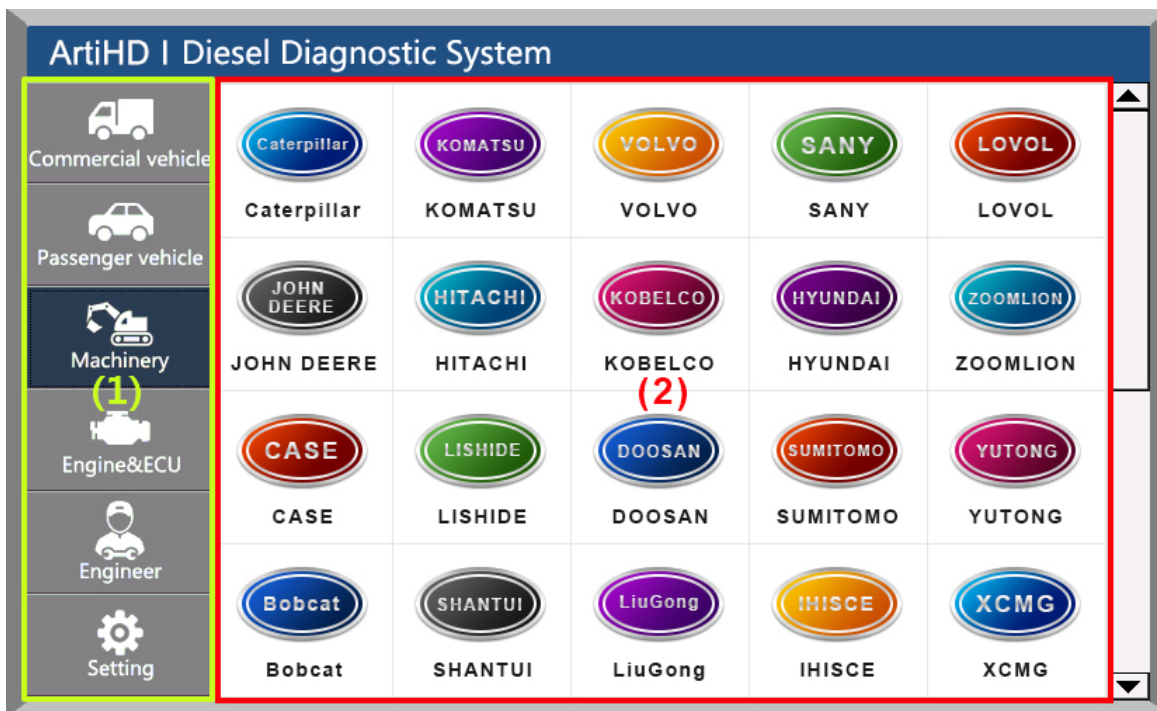 ArtiHD I Diesel Diagnostic System
Commercial vehicle
Passenger vehicle
Machinery
(1)
Engine&ECU
Engineer
Setting
Caterpillar KOMATSU VOLVO SANY LOVOL
Caterpillar KOMATSU VOLVO SANY LOVOL
JOHN DEERE HITACHI KOBELCO HYUNDAI ZOOMLION
JOHN DEERE HITACHI KOBELCO HYUNDAI ZOOMLION
(2)
CASE LISHIDE DOOSAN SUMITOMO YUTONG
CASE LISHIDE DOOSAN SUMITOMO YUTONG
Bobcat SHANTUI LiuGong IHISCE XCMG
Bobcat SHANTUI LiuGong IHISCE XCMG